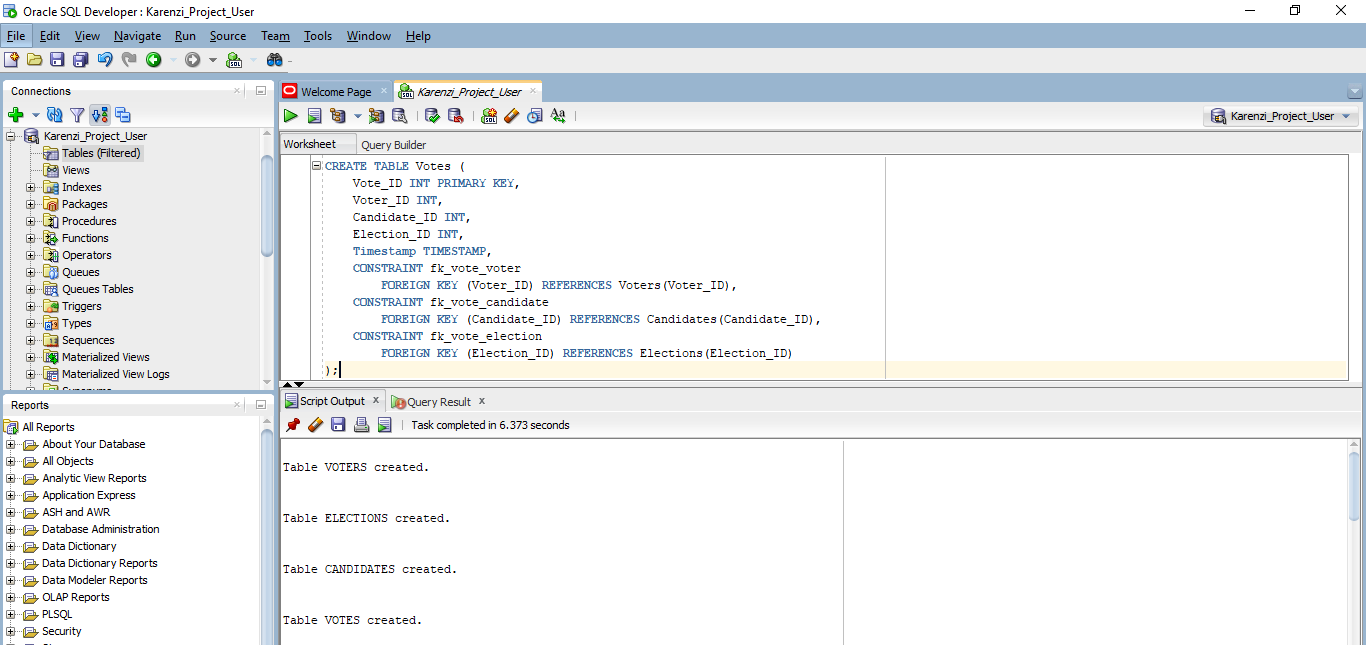 Oracle SQL Developer : Karenzi_Project_User
File Edit View Navigate Run Source Team Tools Window Help
Connections
Karenzi_Project_User
Tables (Filtered)
Views
Indexes
Packages
Procedures
Functions
Operators
Queues
Queues Tables
Triggers
Types
Sequences
Materialized Views
Materialized View Logs
Reports
All Reports
About Your Database
All Objects
Analytic View Reports
Application Express
ASH and AWR
Database Administration
Data Dictionary
Data Dictionary Reports
Data Modeler Reports
OLAP Reports
PLSQL
Security
Welcome Page Karenzi_Project_User
Aa Karenzi_Project_User
Worksheet Query Builder
CREATE TABLE Votes (
Vote_ID INT PRIMARY KEY,
Voter_ID INT,
Candidate_ID INT,
Election_ID INT,
Timestamp TIMESTAMP,
CONSTRAINT fk_vote_voter
FOREIGN KEY (Voter_ID) REFERENCES Voters(Voter_ID),
CONSTRAINT fk_vote_candidate
FOREIGN KEY (Candidate_ID) REFERENCES Candidates(Candidate_ID),
CONSTRAINT fk_vote_election
FOREIGN KEY (Election_ID) REFERENCES Elections(Election_ID)
);
Script Output x Query Result x
Task completed in 6.373 seconds
Table VOTERS created.
Table ELECTIONS created.
Table CANDIDATES created.
Table VOTES created.